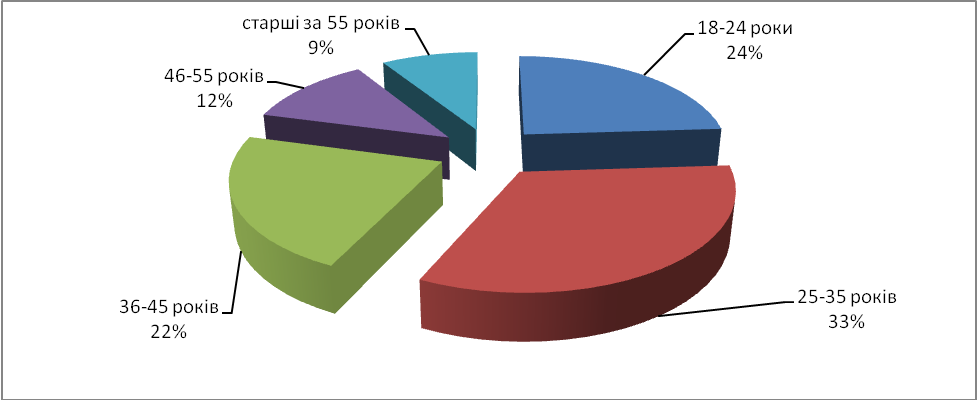 старші за 55 років
9%
18-24 роки
24%
46-55 років
12%
25-35 років
33%
36-45 років
22%